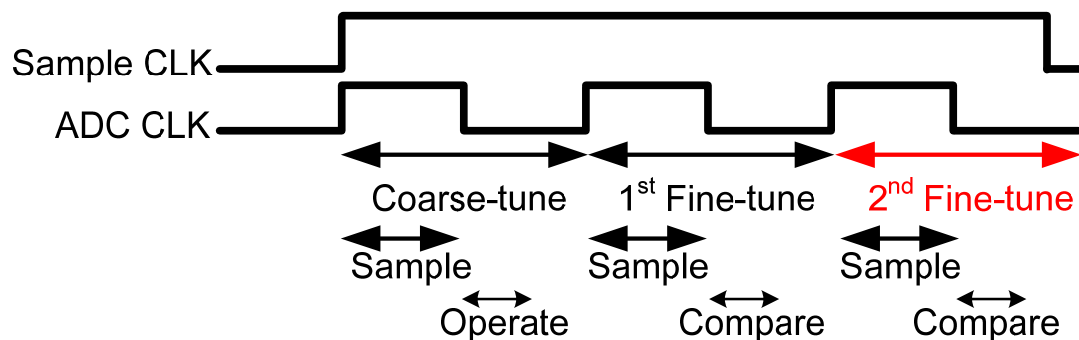 Sample CLK
ADC CLK
Coarse-tune 1st Fine-tune 2nd Fine-tune
Sample Sample Sample
Operate Compare Compare